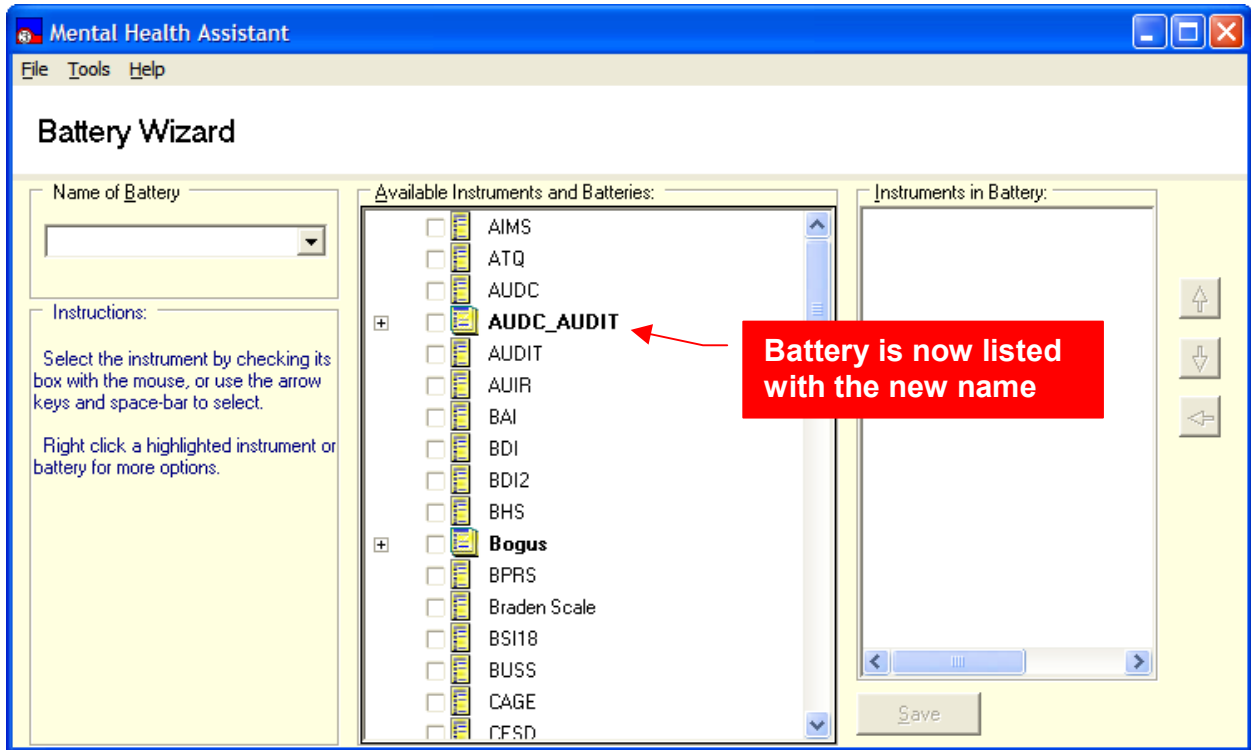 Mental Health Assistant
File Tools Help
Battery Wizard
Name of Battery
Instructions:
Select the instrument by checking its
box with the mouse, or use the arrow
keys and space-bar to select.
Right click a highlighted instrument or
battery for more options.
Available Instruments and Batteries:
AIMS
ATQ
AUDC
AUDC_AUDIT
AUDIT
AUIR
BAI
BDI
BDI2
BHS
Bogus
BPRS
Braden Scale
BSI18
BUSS
CAGE
CESD
Battery is now listed
with the new name
Instruments in Battery:
Save